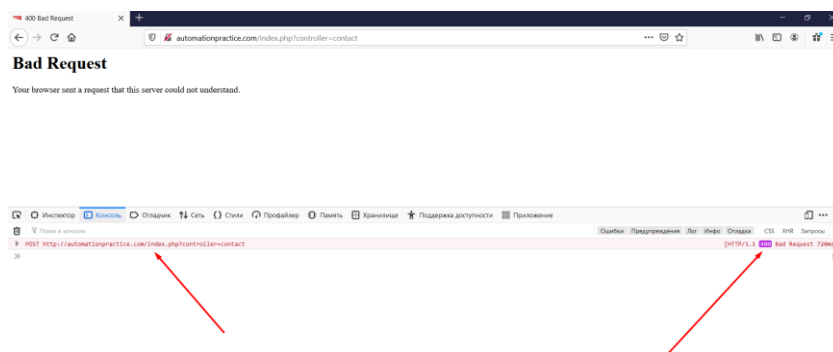 400 Bad Request
automationpractice.com/index.php?controller=contact
Bad Request
Your browser sent a request that this server could not understand.
Инспектор Консоль Отладчик Сеть Стили Профайлер Память Хранилище Поддержка доступности Приложение
Поиск в консоли Ошибки Предупреждения Лог Инфо Отладка CSS XHR Запросы
POST http://automationpractice.com/index.php?controller=contact [HTTP/1.1 400 Bad Request 720ms